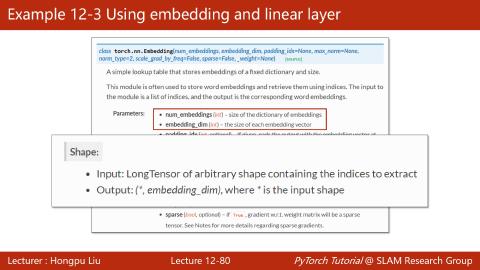 Example 12-3 Using embedding and linear layer
class torch.nn.Embedding(num_embeddings, embedding_dim, padding_idx=None, max_norm=None,
norm_type=2, scale_grad_by_freq=False, sparse=False, _weight=None) [source]
A simple lookup table that stores embeddings of a fixed dictionary and size.
This module is often used to store word embeddings and retrieve them using indices. The input to
the module is a list of indices, and the output is the corresponding word embeddings.
Parameters:
• num_embeddings (int) – size of the dictionary of embeddings
• embedding_dim (int) – the size of each embedding vector
Shape:
• Input: LongTensor of arbitrary shape containing the indices to extract
• Output: (*, embedding_dim), where * is the input shape
• sparse (bool, optional) – if True, gradient w.r.t. weight matrix will be a sparse
tensor. See Notes for more details regarding sparse gradients.
Lecturer : Hongpu Liu
Lecture 12-80
PyTorch Tutorial @ SLAM Research Group